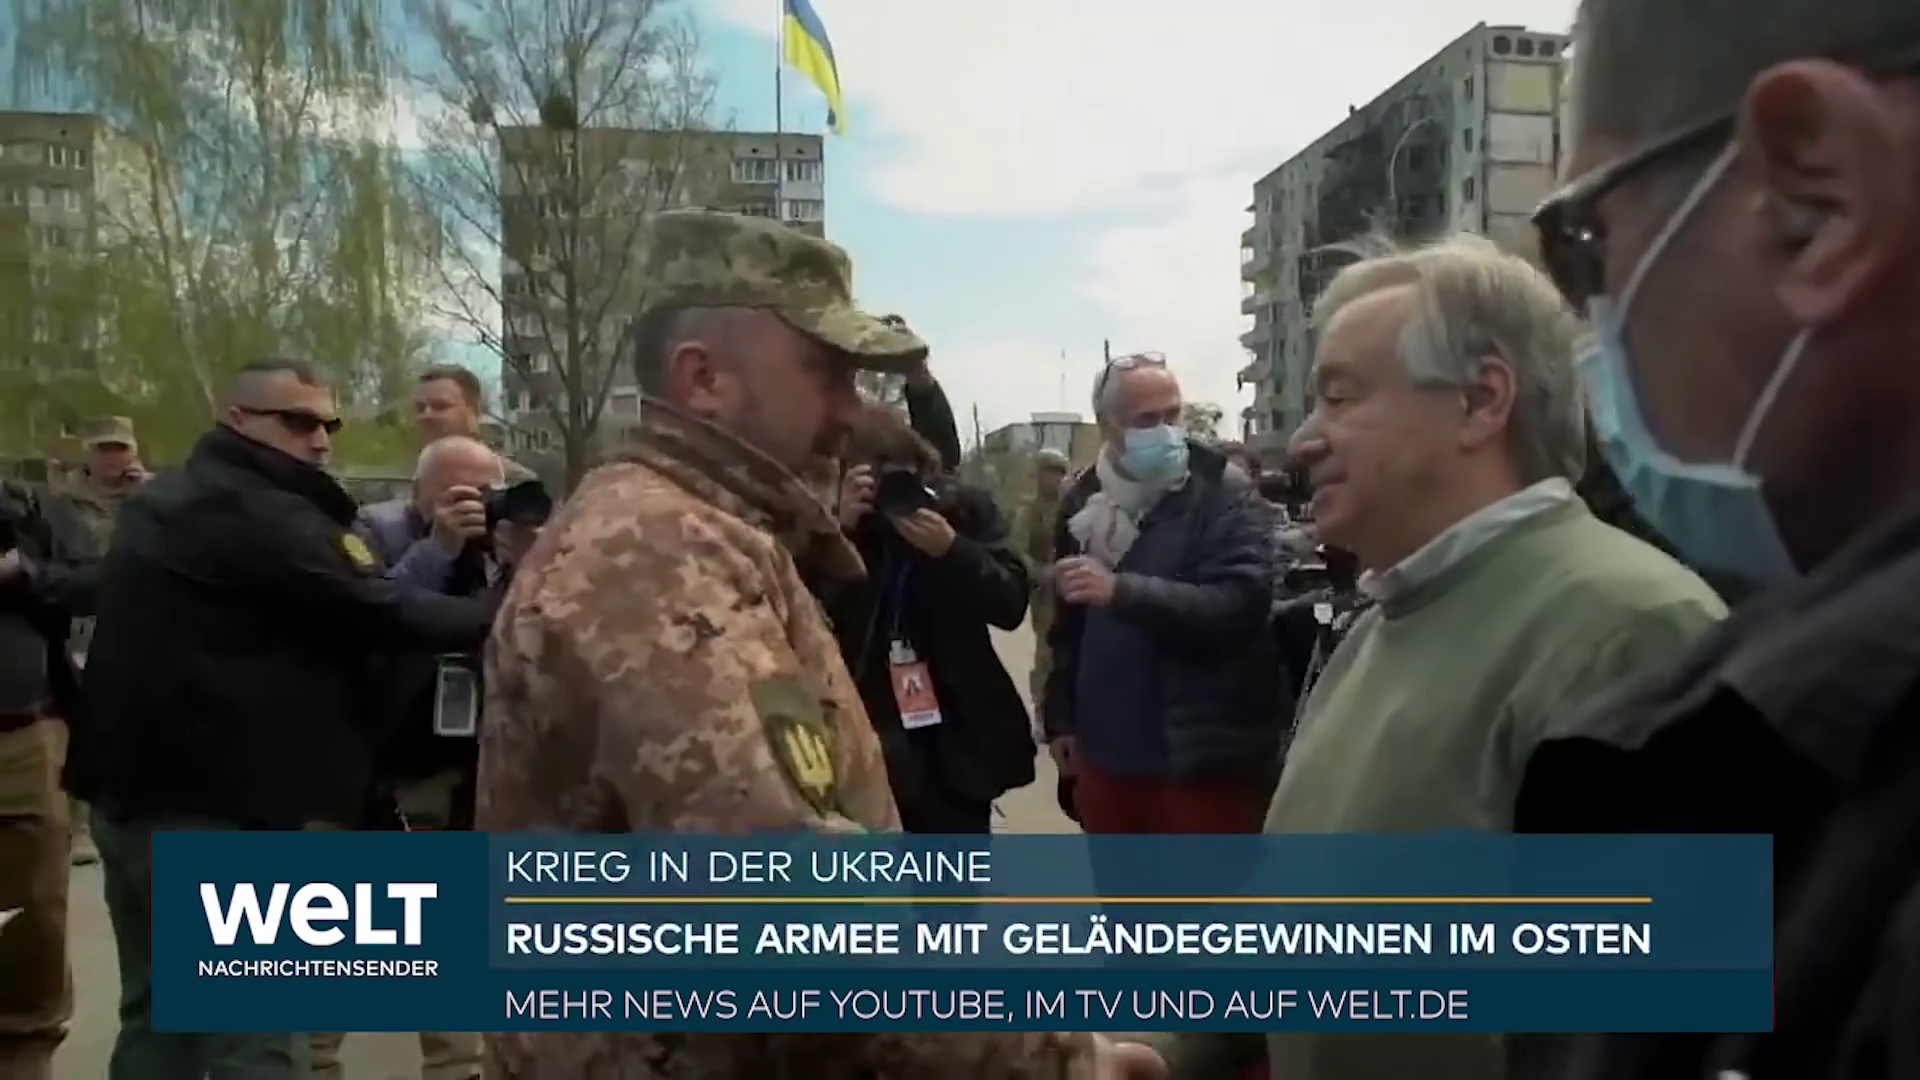 KRIEG IN DER UKRAINE
WELT
NACHRICHTENSENDER
RUSSISCHE ARMEE MIT GELÄNDEGEWINNEN IM OSTEN
MEHR NEWS AUF YOUTUBE, IM TV UND AUF WELT.DE